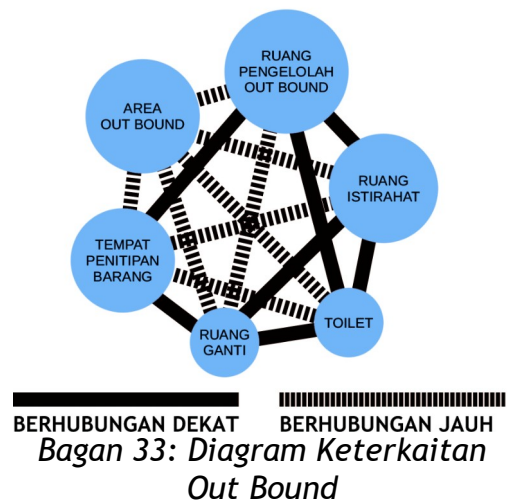 RUANG
PENGELOLAH
OUT BOUND
AREA
OUT BOUND
RUANG
ISTIRAHAT
TEMPAT
PENITIPAN
BARANG
TOILET
RUANG
GANTI
BERHUBUNGAN DEKAT
BERHUBUNGAN JAUH
Bagan 33: Diagram Keterkaitan
Out Bound